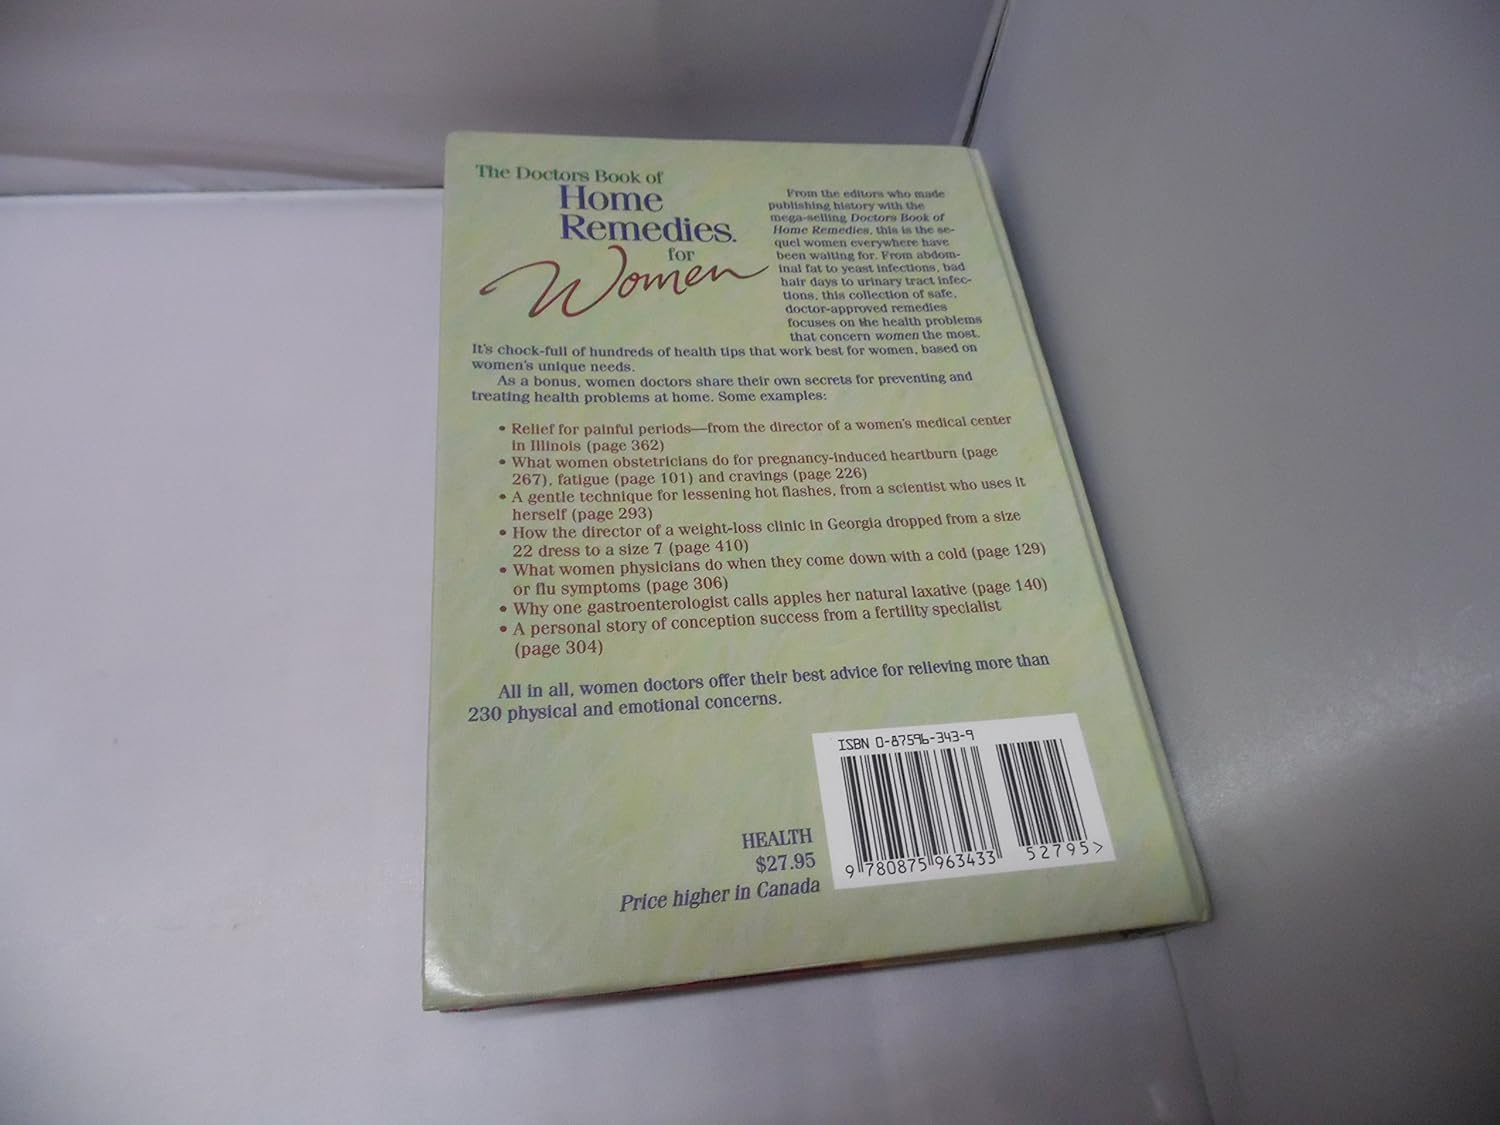 The Doctors Book of
Home
Remedies.
for
Women
From the editors who made
publishing history with the
mega-selling Doctors Book of
Home Remedies, this is the se-
quel women everywhere have
been waiting for. From abdom-
inal fat to yeast infections, bad
hair days to urinary tract infec-
tions, this collection of safe,
doctor-approved remedies
focuses on the health problems
that concern women the most.
It's chock-full of hundreds of health tips that work best for women, based on
women's unique needs.
As a bonus, women doctors share their own secrets for preventing and
treating health problems at home. Some examples:
• Relief for painful periods—from the director of a women's medical center
in Illinois (page 362)
• What women obstetricians do for pregnancy-induced heartburn (page
267), fatigue (page 101) and cravings (page 226)
• A gentle technique for lessening hot flashes, from a scientist who uses it
herself (page 293)
• How the director of a weight-loss clinic in Georgia dropped from a size
22 dress to a size 7 (page 410)
• What women physicians do when they come down with a cold (page 129)
or flu symptoms (page 306)
• Why one gastroenterologist calls apples her natural laxative (page 140)
• A personal story of conception success from a fertility specialist
(page 304)
All in all, women doctors offer their best advice for relieving more than
230 physical and emotional concerns.
ISBN 0-87596-343-9
9 780875 963433
52795>
HEALTH
$27.95
Price higher in Canada